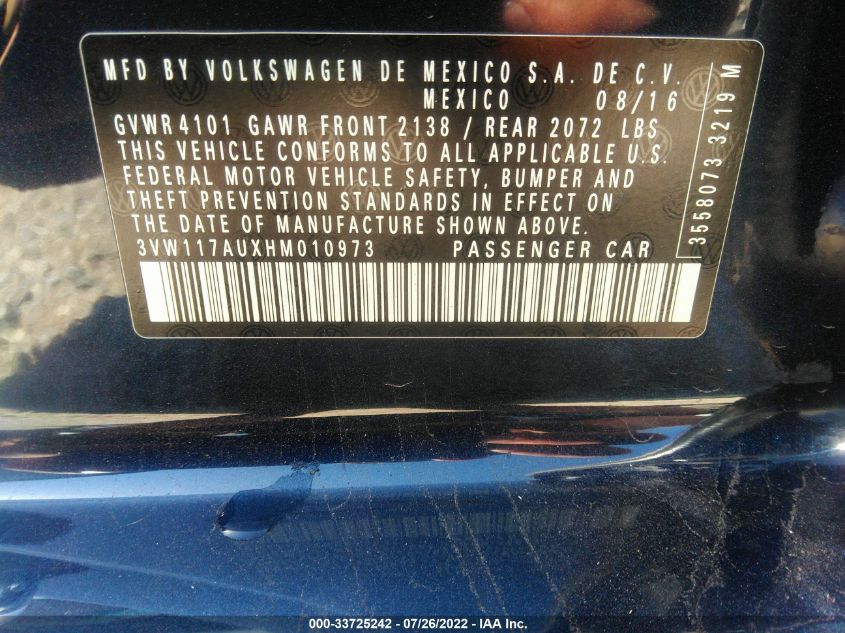 MFD BY VOLKSWAGEN DE MEXICO S.A. DE C.V.
MEXICO 08/16
GVWR 4101 GAWR FRONT 2138 / REAR 2072 LBS
THIS VEHICLE CONFORMS TO ALL APPLICABLE U.S.
FEDERAL MOTOR VEHICLE SAFETY, BUMPER AND
THEFT PREVENTION STANDARDS IN EFFECT ON
THE DATE OF MANUFACTURE SHOWN ABOVE.
3VW117AUXHM010973 PASSENGER CAR
3558073 3219 M
000-33725242 - 07/26/2022 - IAA Inc.